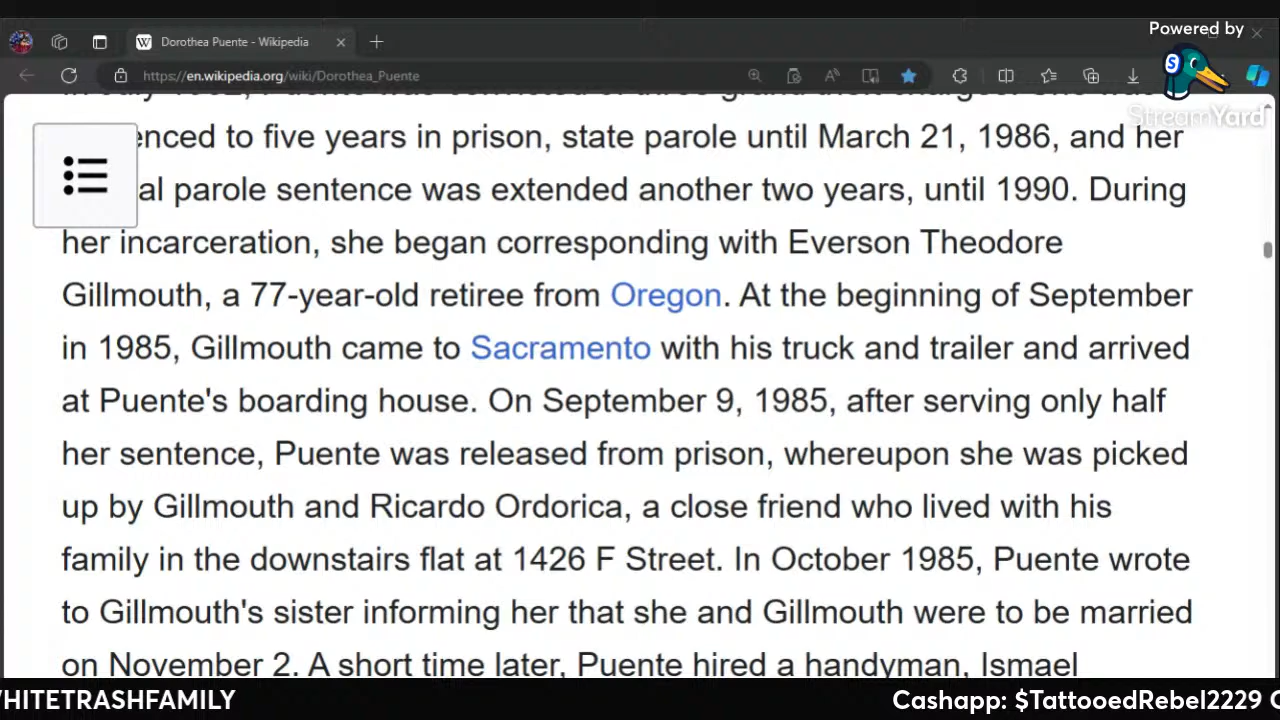 Powered by
Dorothea Puente - Wikipedia
https://en.wikipedia.org/wiki/Dorothea_Puente
StreamYard
enced to five years in prison, state parole until March 21, 1986, and her
al parole sentence was extended another two years, until 1990. During
her incarceration, she began corresponding with Everson Theodore
Gillmouth, a 77-year-old retiree from Oregon. At the beginning of September
in 1985, Gillmouth came to Sacramento with his truck and trailer and arrived
at Puente's boarding house. On September 9, 1985, after serving only half
her sentence, Puente was released from prison, whereupon she was picked
up by Gillmouth and Ricardo Ordorica, a close friend who lived with his
family in the downstairs flat at 1426 F Street. In October 1985, Puente wrote
to Gillmouth's sister informing her that she and Gillmouth were to be married
on November 2. A short time later, Puente hired a handyman, Ismael
HITETRASHFAMILY Cashapp: $TattooedRebel2229